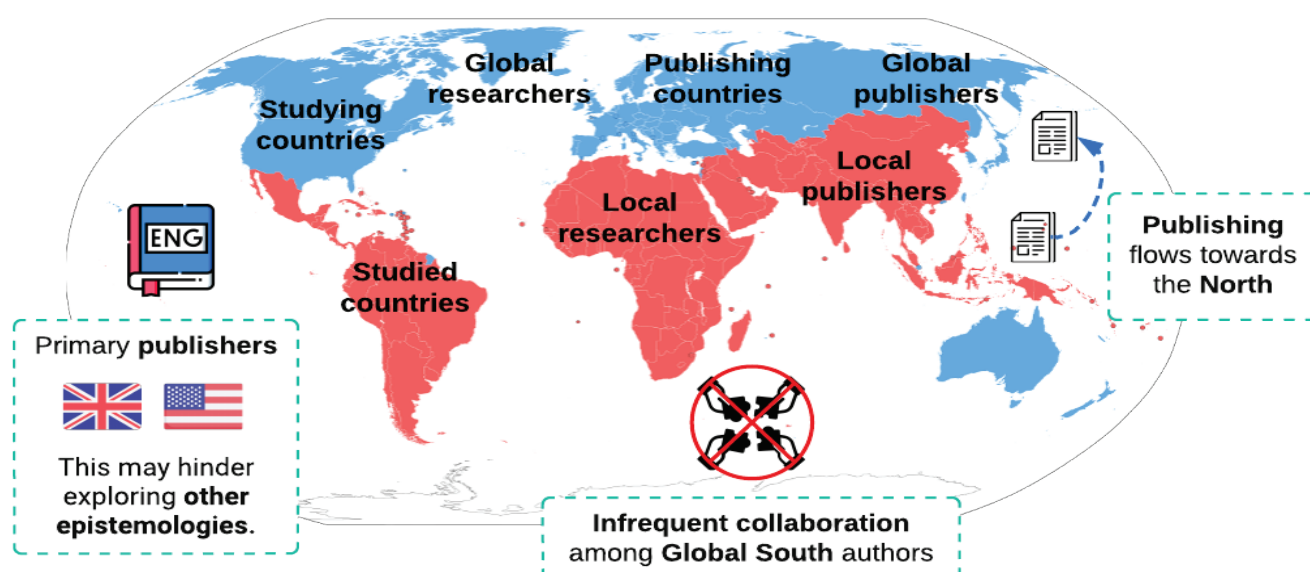 Global
researchers
Publishing
countries
Global
publishers
Studying
countries
Local
publishers
Local
researchers
Studied
countries
ENG
Publishing
flows towards
the North
Primary publishers
This may hinder
exploring other
epistemologies.
Infrequent collaboration
among Global South authors